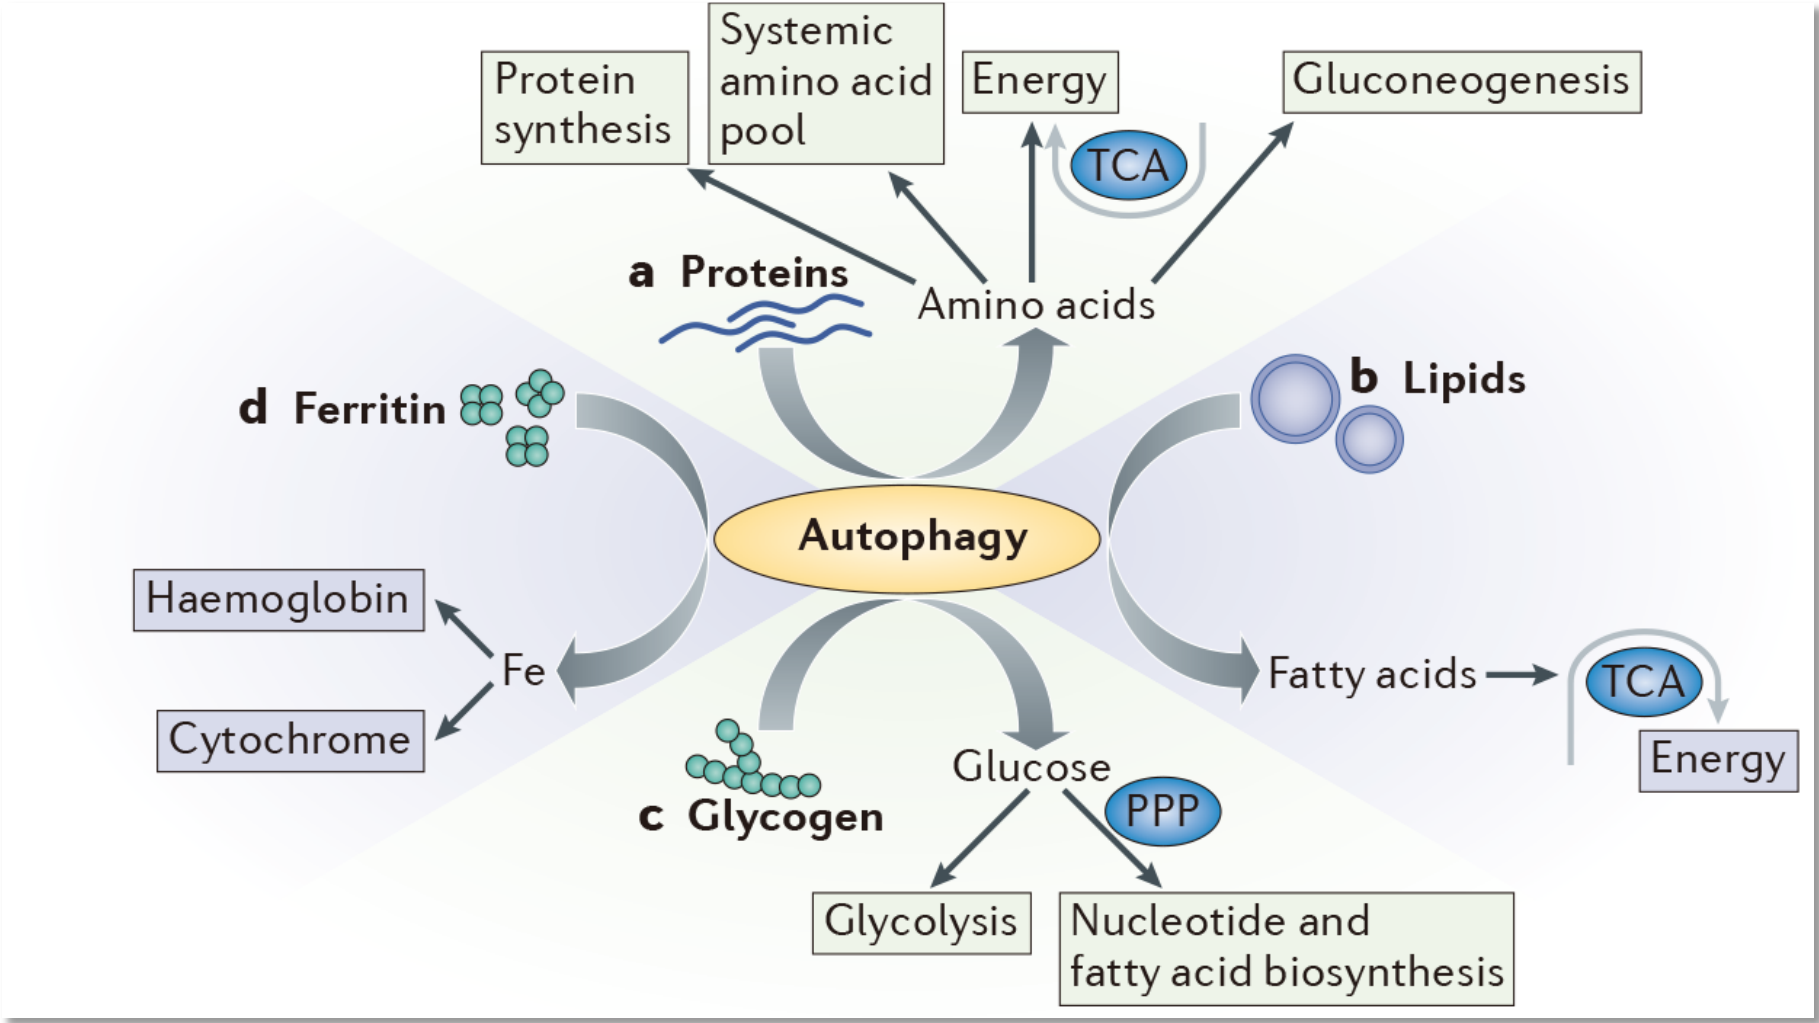 Protein
synthesis
Systemic
amino acid
pool
Energy
Gluconeogenesis
TCA
a Proteins
Amino acids
b Lipids
d Ferritin
Autophagy
Haemoglobin
Fe
Cytochrome
Fatty acids
TCA
Energy
c Glycogen
Glucose
PPP
Glycolysis
Nucleotide and
fatty acid biosynthesis